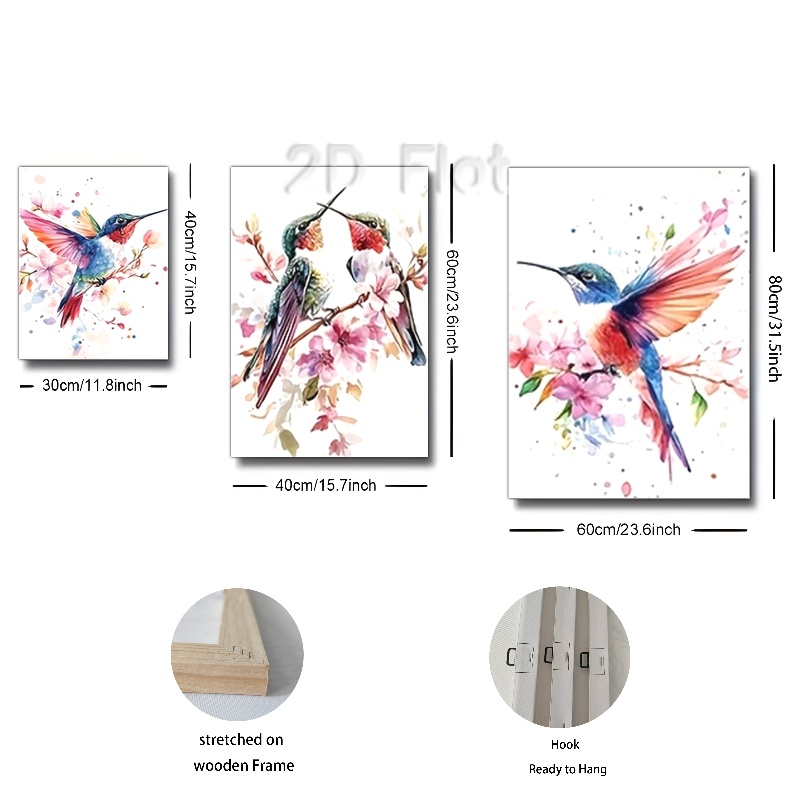 2D Flat
40cm/15.7inch
30cm/11.8inch
60cm/23.6inch
40cm/15.7inch
80cm/31.5inch
60cm/23.6inch
stretched on
wooden Frame
Hook
Ready to Hang